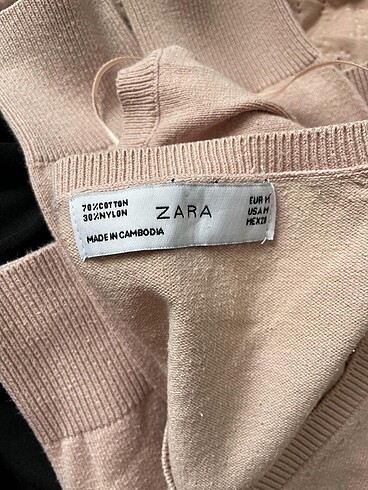 70%COTTON
30%NYLON
MADE IN CAMBODIA
ZARA
EUR M
USA M
MEX 28